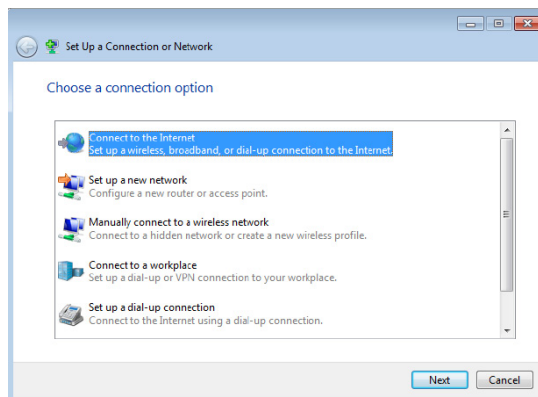 Set Up a Connection or Network
Choose a connection option
Connect to the Internet
Set up a wireless, broadband, or dial-up connection to the Internet.
Set up a new network
Configure a new router or access point.
Manually connect to a wireless network
Connect to a hidden network or create a new wireless profile.
Connect to a workplace
Set up a dial-up or VPN connection to your workplace.
Set up a dial-up connection
Connect to the Internet using a dial-up connection.
Next Cancel